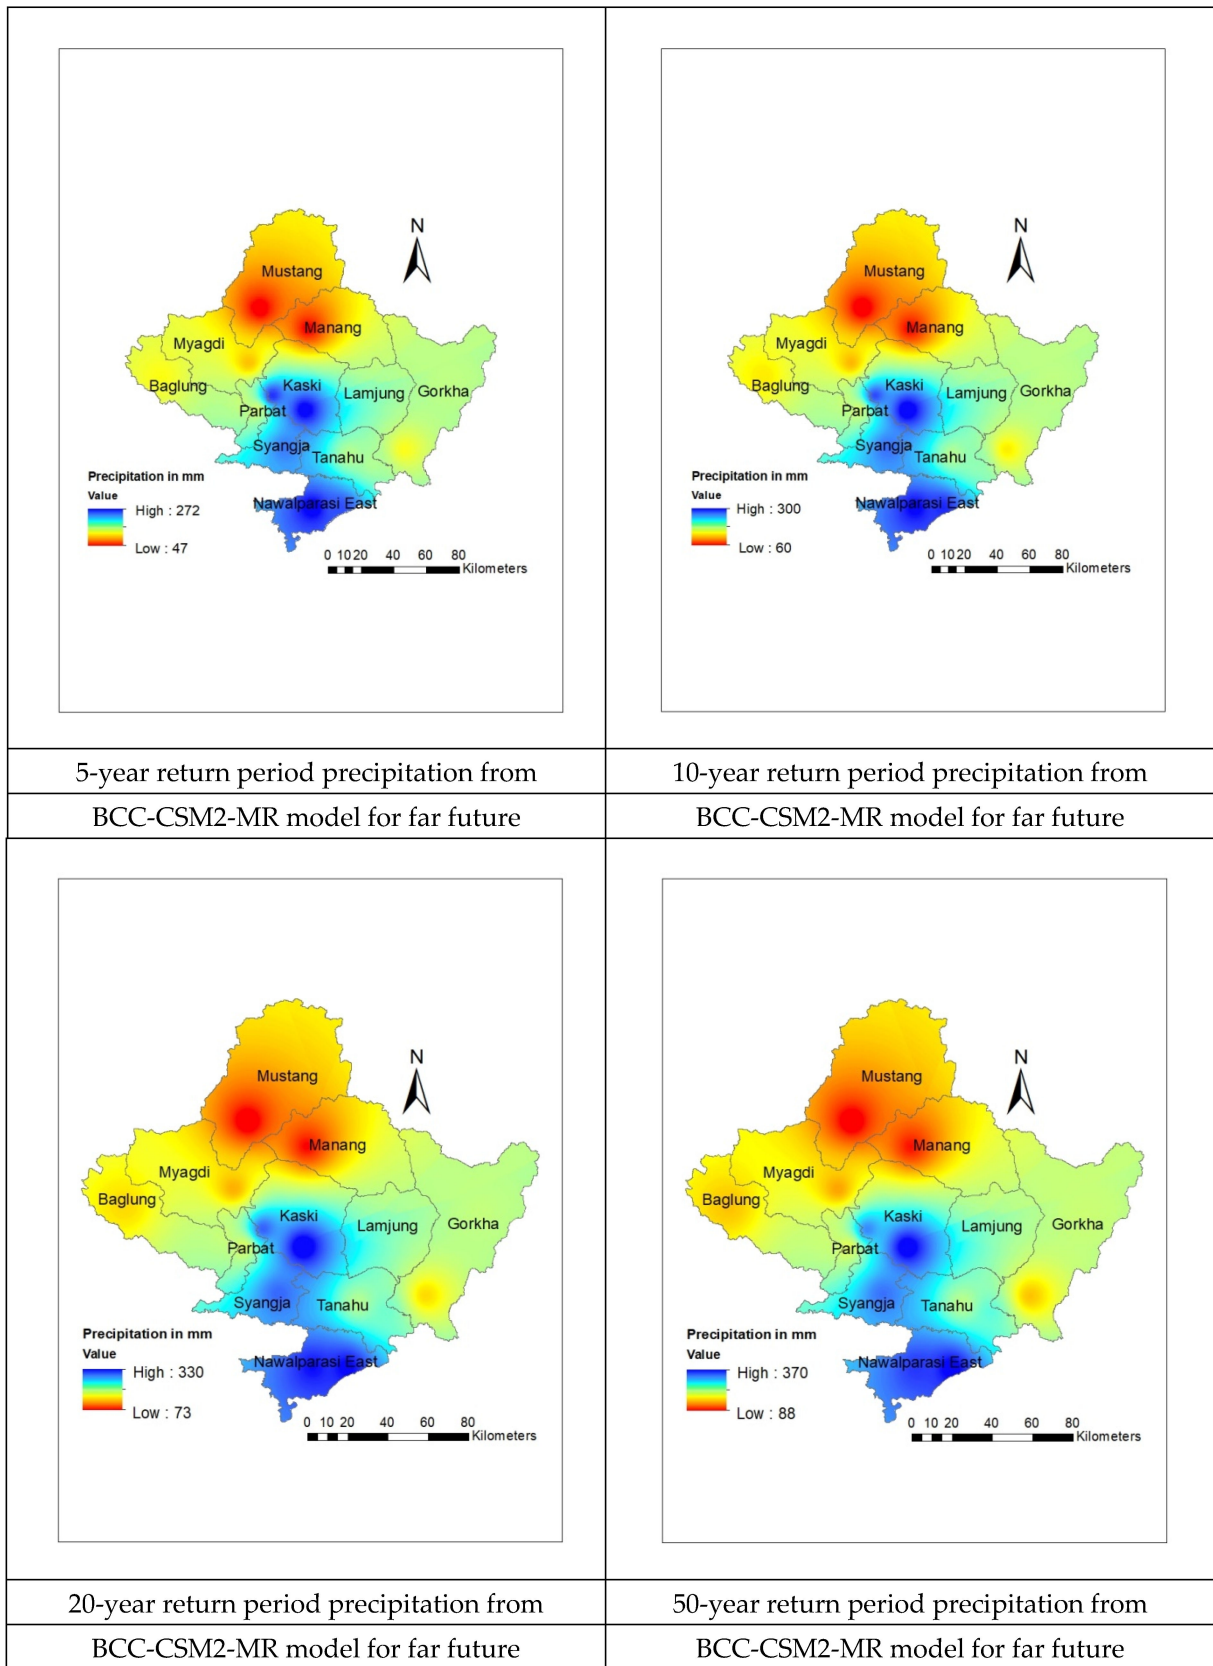 N
Mustang
Manang
Myagdi
Baglung
Kaski
Lamjung
Gorkha
Parbat
Syangja
Tanahu
Nawalparasi East
Precipitation in mm
Value
High : 272
Low : 47
0 10 20 40 60 80
Kilometers
N
Mustang
Manang
Myagdi
Baglung
Kaski
Lamjung
Gorkha
Parbat
Syangja
Tanahu
Nawalparasi East
Precipitation in mm
Value
High : 300
Low : 60
0 10 20 40 60 80
Kilometers
5-year return period precipitation from
BCC-CSM2-MR model for far future
10-year return period precipitation from
BCC-CSM2-MR model for far future
N
Mustang
Manang
Myagdi
Baglung
Kaski
Lamjung
Gorkha
Parbat
Syangja
Tanahu
Nawalparasi East
Precipitation in mm
Value
High : 330
Low : 73
0 10 20 40 60 80
Kilometers
N
Mustang
Manang
Myagdi
Baglung
Kaski
Lamjung
Gorkha
Parbat
Syangja
Tanahu
Nawalparasi East
Precipitation in mm
Value
High : 370
Low : 88
0 10 20 40 60 80
Kilometers
20-year return period precipitation from
BCC-CSM2-MR model for far future
50-year return period precipitation from
BCC-CSM2-MR model for far future